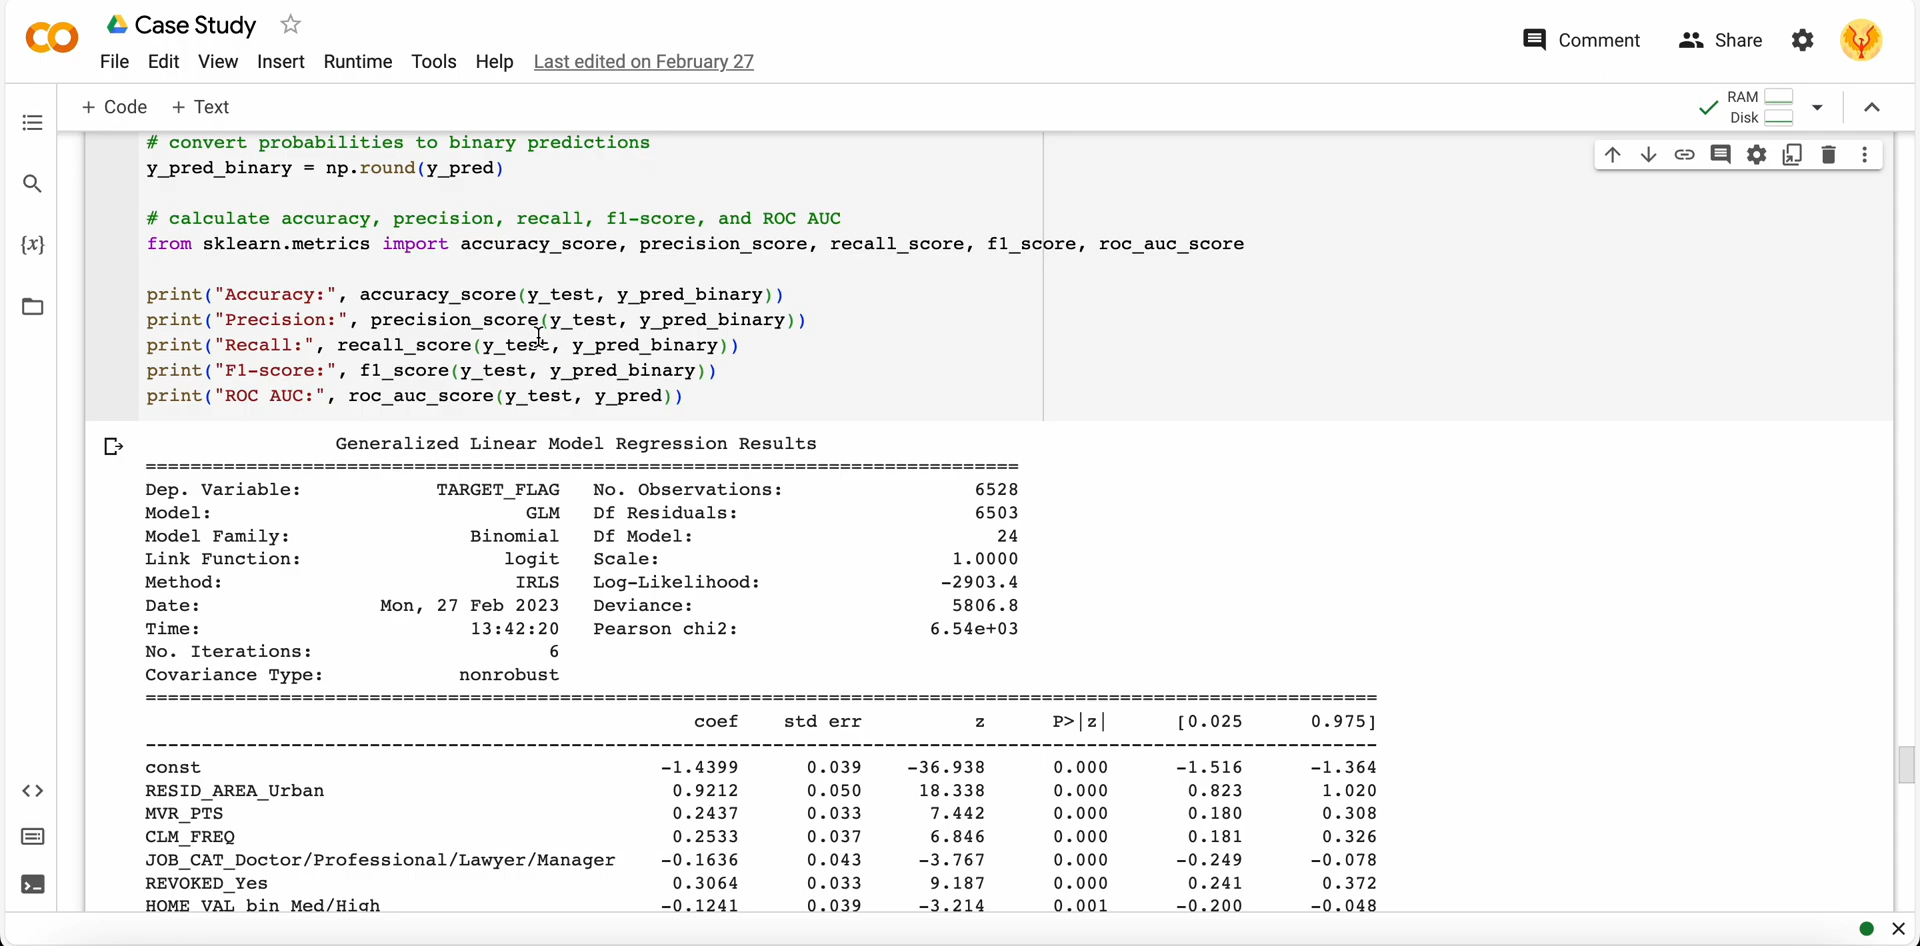 Case Study
Comment
Share
File Edit View Insert Runtime Tools Help Last edited on February 27
+ Code + Text
RAM
Disk
# convert probabilities to binary predictions
y_pred_binary = np.round(y_pred)
# calculate accuracy, precision, recall, f1-score, and ROC AUC
from sklearn.metrics import accuracy_score, precision_score, recall_score, f1_score, roc_auc_score
print("Accuracy:", accuracy_score(y_test, y_pred_binary))
print("Precision:", precision_score(y_test, y_pred_binary))
print("Recall:", recall_score(y_test, y_pred_binary))
print("F1-score:", f1_score(y_test, y_pred_binary))
print("ROC AUC:", roc_auc_score(y_test, y_pred))
{x}
Generalized Linear Model Regression Results
==============================================================================
Dep. Variable: TARGET_FLAG No. Observations: 6528
Model: GLM Df Residuals: 6503
Model Family: Binomial Df Model: 24
Link Function: logit Scale: 1.0000
Method: IRLS Log-Likelihood: -2903.4
Date: Mon, 27 Feb 2023 Deviance: 5806.8
Time: 13:42:20 Pearson chi2: 6.54e+03
No. Iterations: 6
Covariance Type: nonrobust
==============================================================================================================
coef std err z P>|z| [0.025 0.975]
--------------------------------------------------------------------------------------------------------------
const -1.4399 0.039 -36.938 0.000 -1.516 -1.364
RESID_AREA_Urban 0.9212 0.050 18.338 0.000 0.823 1.020
MVR_PTS 0.2437 0.033 7.442 0.000 0.180 0.308
CLM_FREQ 0.2533 0.037 6.846 0.000 0.181 0.326
JOB_CAT_Doctor/Professional/Lawyer/Manager -0.1636 0.043 -3.767 0.000 -0.249 -0.078
REVOKED_Yes 0.3064 0.033 9.187 0.000 0.241 0.372
HOME_VAL_bin_Med/High -0.1241 0.039 -3.214 0.001 -0.200 -0.048